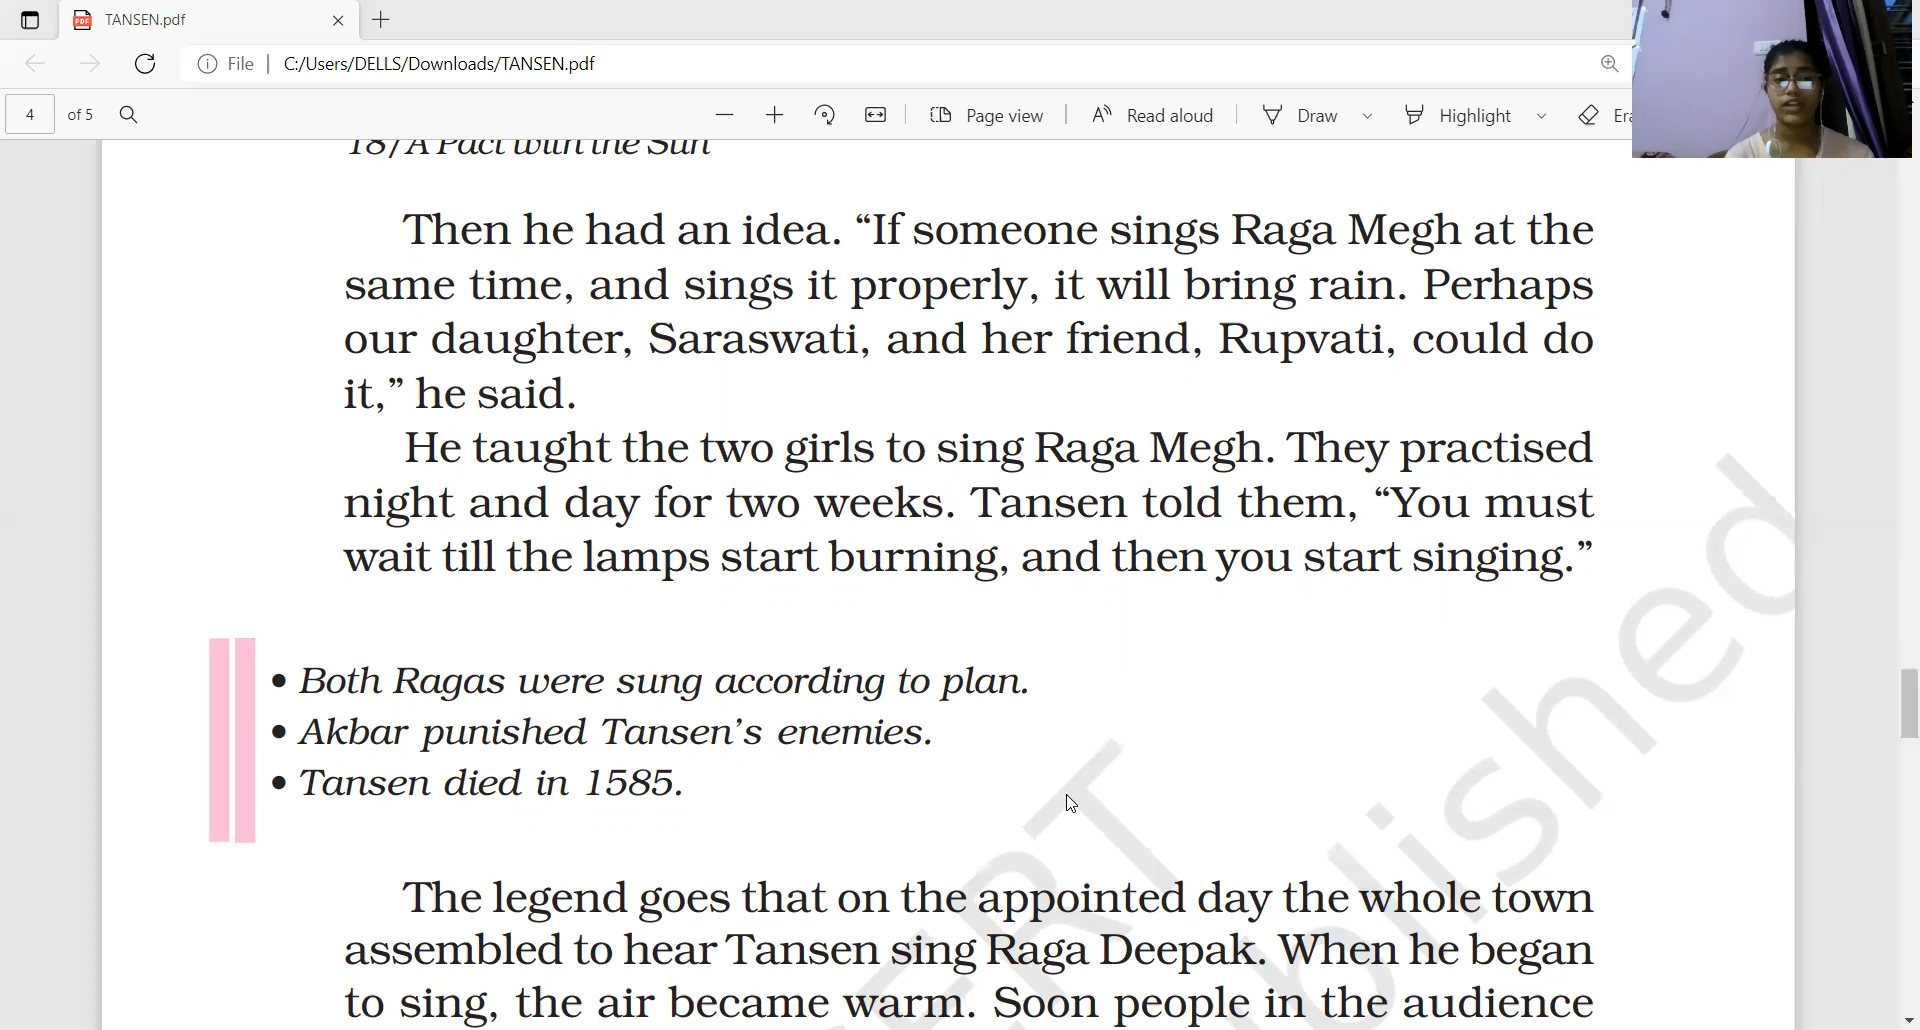 TANSEN.pdf
File
C:/Users/DELLS/Downloads/TANSEN.pdf
4 of 5
Page view
Read aloud
Draw
Highlight
18/A Pact with the Sun
Then he had an idea. “If someone sings Raga Megh at the
same time, and sings it properly, it will bring rain. Perhaps
our daughter, Saraswati, and her friend, Rupvati, could do
it,” he said.
He taught the two girls to sing Raga Megh. They practised
night and day for two weeks. Tansen told them, “You must
wait till the lamps start burning, and then you start singing.”
• Both Ragas were sung according to plan.
• Akbar punished Tansen’s enemies.
• Tansen died in 1585.
The legend goes that on the appointed day the whole town
assembled to hear Tansen sing Raga Deepak. When he began
to sing, the air became warm. Soon people in the audience